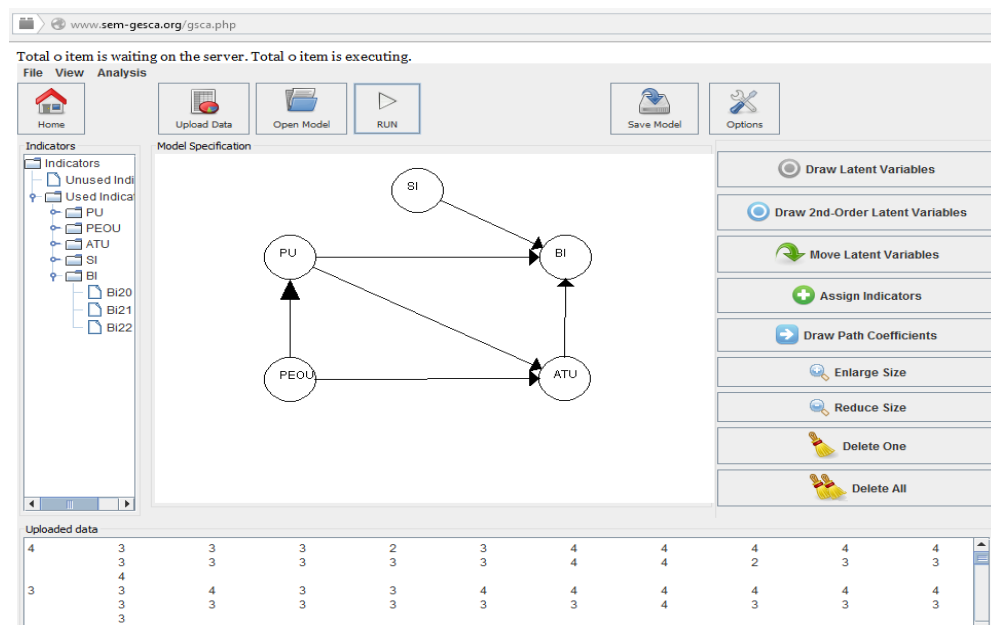 www.sem-gesca.org/gsca.php
Total 0 item is waiting on the server. Total 0 item is executing.
File View Analysis
Home Upload Data Open Model RUN Save Model Options
Indicators Model Specification
Indicators
Unused Indi
Used Indica
PU
PEOU
ATU
SI
BI
Bi20
Bi21
Bi22
SI
PU BI
PEOU ATU
Draw Latent Variables
Draw 2nd-Order Latent Variables
Move Latent Variables
Assign Indicators
Draw Path Coefficients
Enlarge Size
Reduce Size
Delete One
Delete All
Uploaded data
4 3 3 3 2 3 4 4 4 4 4
3 3 3 3 3 4 4 2 3 3
4
3 3 4 3 3 4 4 4 4 4 4
3 3 3 3 3 3 4 3 3 3
3